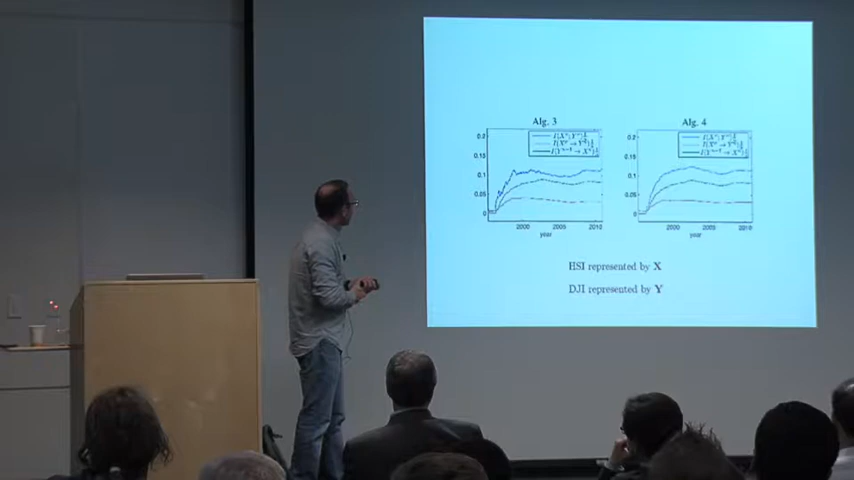 Alg. 3
Alg. 4
0.2
0.15
0.1
0.05
0
2000
2005
2010
year
0.2
0.15
0.1
0.05
0
2000
2005
2010
year
HSI represented by X
DJI represented by Y